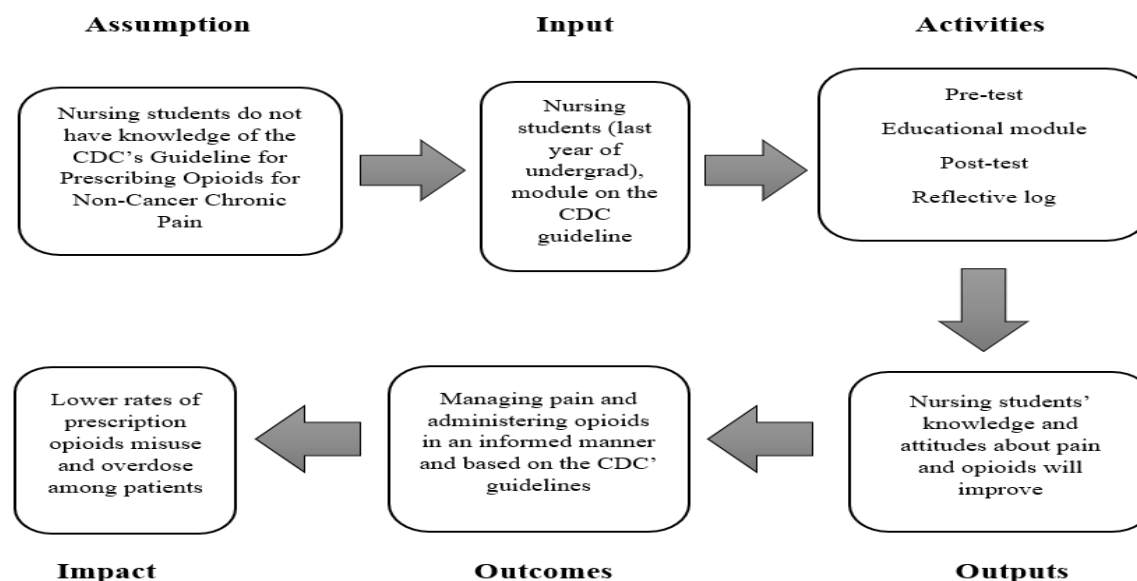 Assumption
Input
Activities
Nursing students do not
have knowledge of the
CDC's Guideline for
Prescribing Opioids for
Non-Cancer Chronic
Pain
Nursing
students (last
year of
undergrad),
module on the
CDC
guideline
Pre-test
Educational module
Post-test
Reflective log
Nursing students'
knowledge and
attitudes about pain
and opioids will
improve
Managing pain and
administering opioids
in an informed manner
and based on the CDC'
guidelines
Lower rates of
prescription
opioids misuse
and overdose
among patients
Impact
Outcomes
Outputs